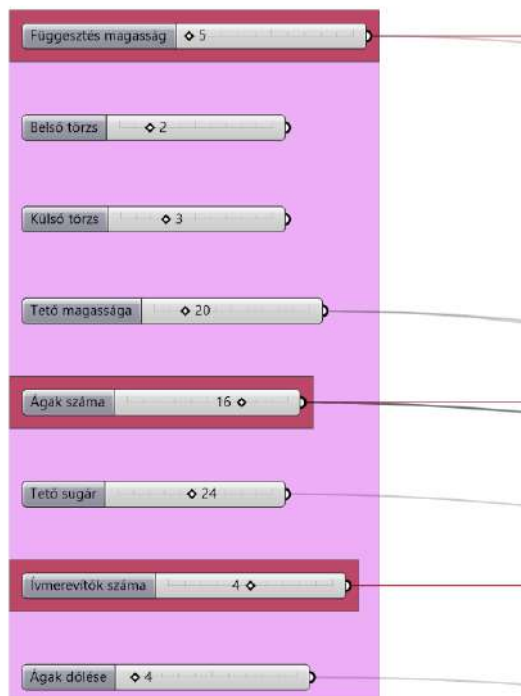 Függesztés magasság 5
Belső törzs 2
Külső törzs 3
Tető magassága 20
Ágak száma 16
Tető sugár 24
Ívmerevítők száma 4
Ágak dőlése 4